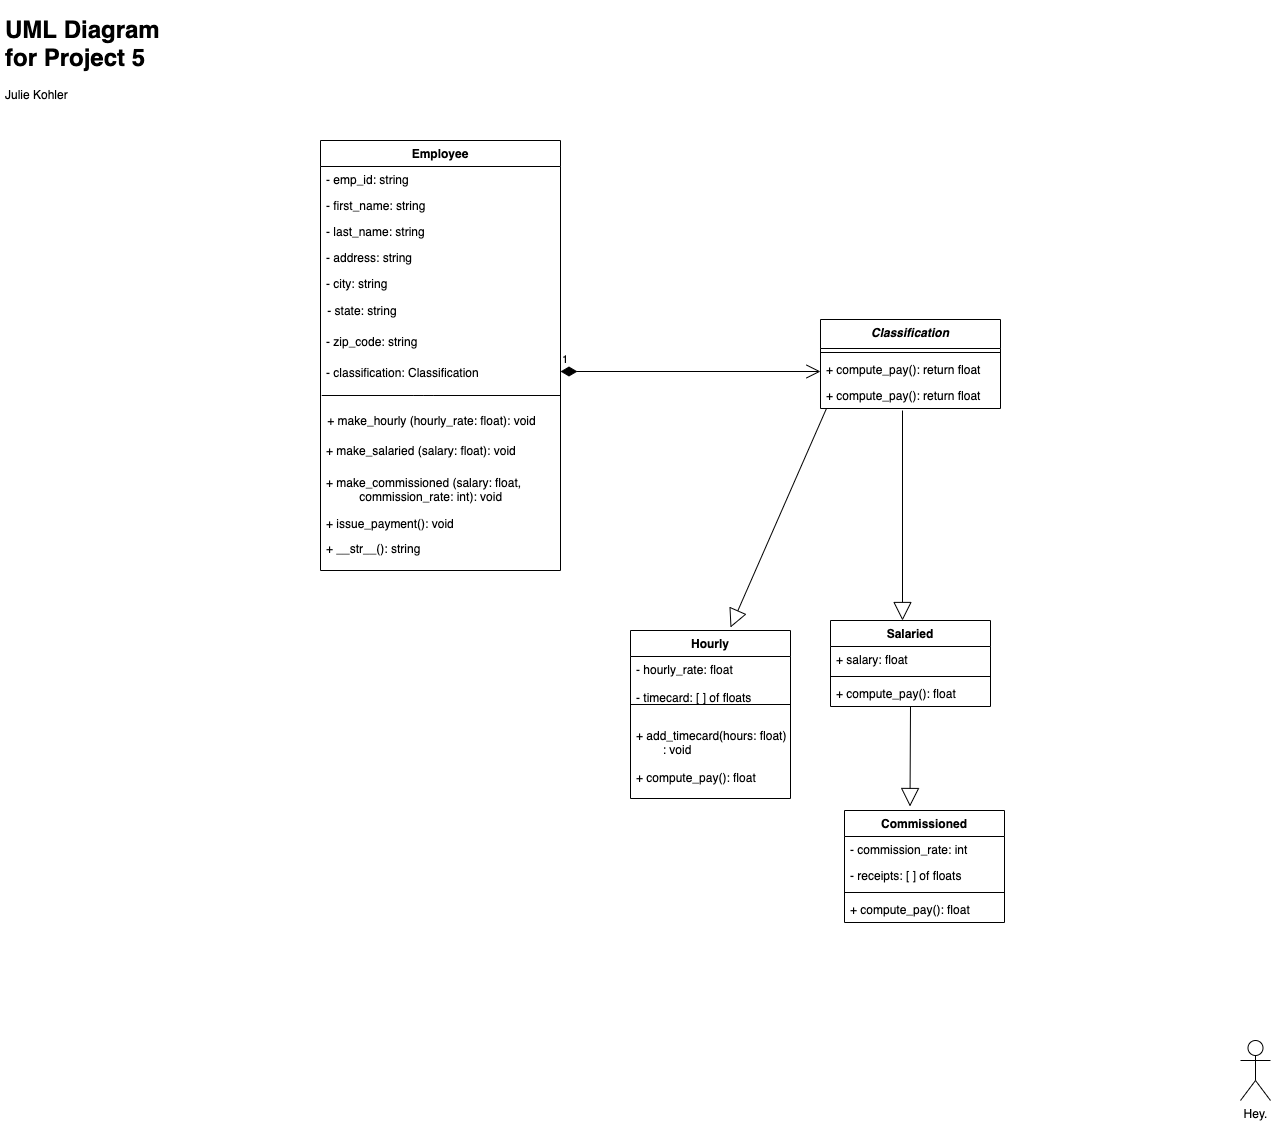 UML Diagram
for Project 5
Julie Kohler
Employee
- emp_id: string
- first_name: string
- last_name: string
- address: string
- city: string
- state: string
- zip_code: string
- classification: Classification
+ make_hourly (hourly_rate: float): void
+ make_salaried (salary: float): void
+ make_commissioned (salary: float,
commission_rate: int): void
+ issue_payment(): void
+ __str__(): string
1
Classification
+ compute_pay(): return float
+ compute_pay(): return float
Hourly
- hourly_rate: float
- timecard: [ ] of floats
+ add_timecard(hours: float)
: void
+ compute_pay(): float
Salaried
+ salary: float
+ compute_pay(): float
Commissioned
- commission_rate: int
- receipts: [ ] of floats
+ compute_pay(): float
Hey.